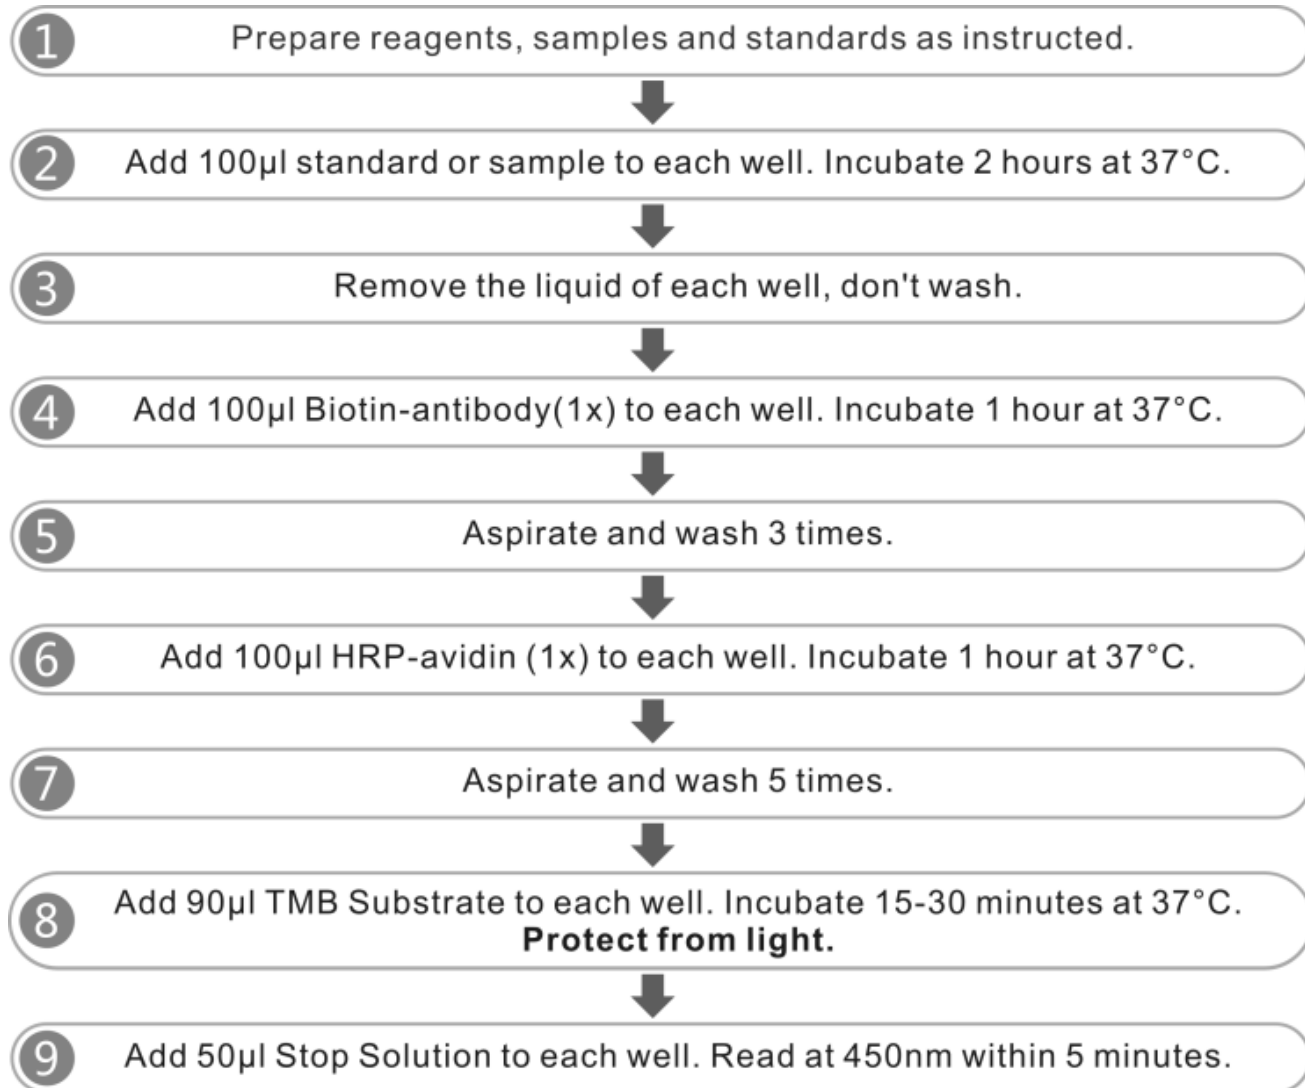 1 Prepare reagents, samples and standards as instructed.
2 Add 100µl standard or sample to each well. Incubate 2 hours at 37°C.
3 Remove the liquid of each well, don't wash.
4 Add 100µl Biotin-antibody(1x) to each well. Incubate 1 hour at 37°C.
5 Aspirate and wash 3 times.
6 Add 100µl HRP-avidin (1x) to each well. Incubate 1 hour at 37°C.
7 Aspirate and wash 5 times.
8 Add 90µl TMB Substrate to each well. Incubate 15-30 minutes at 37°C.
Protect from light.
9 Add 50µl Stop Solution to each well. Read at 450nm within 5 minutes.